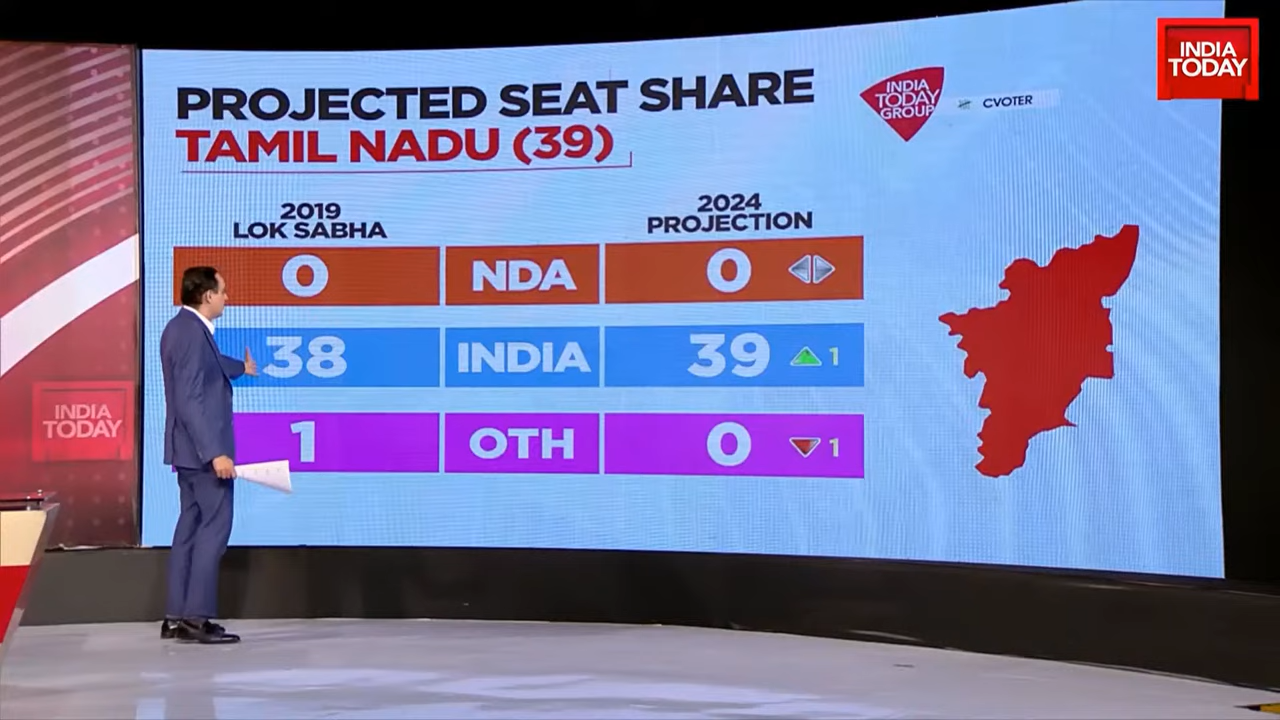 INDIA
TODAY
PROJECTED SEAT SHARE
TAMIL NADU (39)
INDIA
TODAY
GROUP
CVOTER
2019
LOK SABHA
2024
PROJECTION
0 NDA 0
38 INDIA 39 1
1 OTH 0 1
INDIA
TODAY